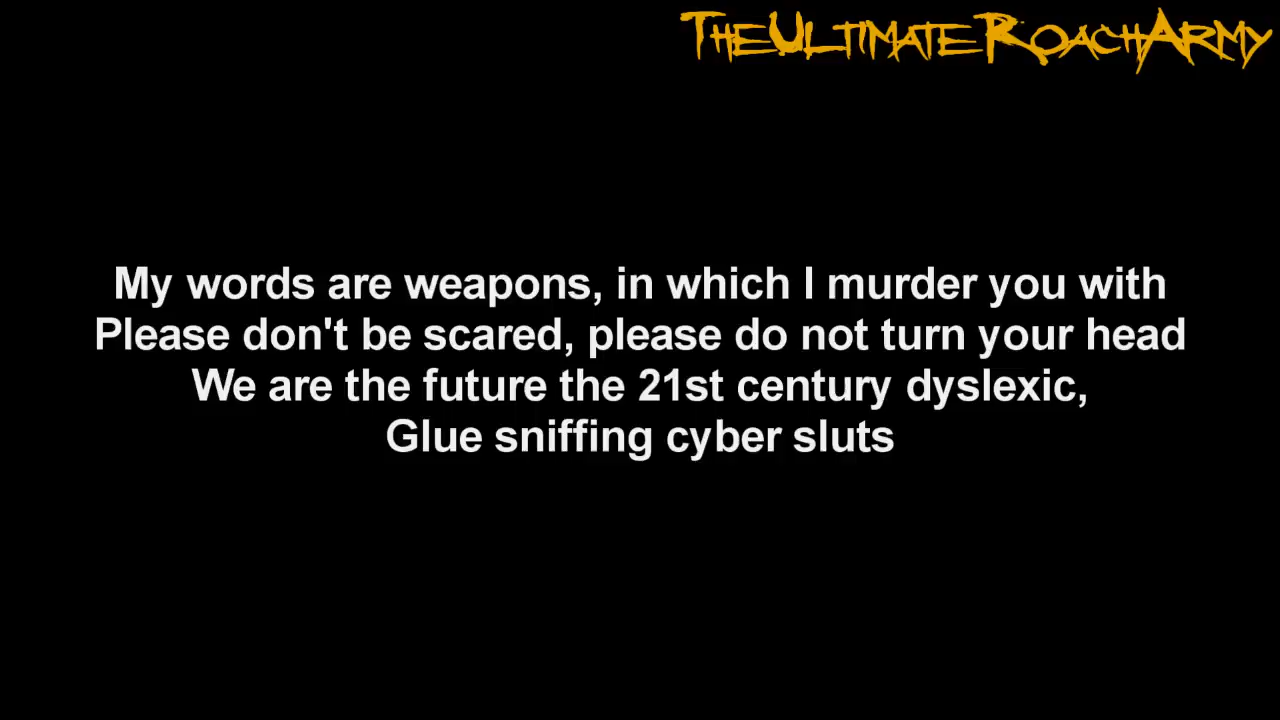 TheUltimateRoachArmy
My words are weapons, in which I murder you with
Please don't be scared, please do not turn your head
We are the future the 21st century dyslexic,
Glue sniffing cyber sluts